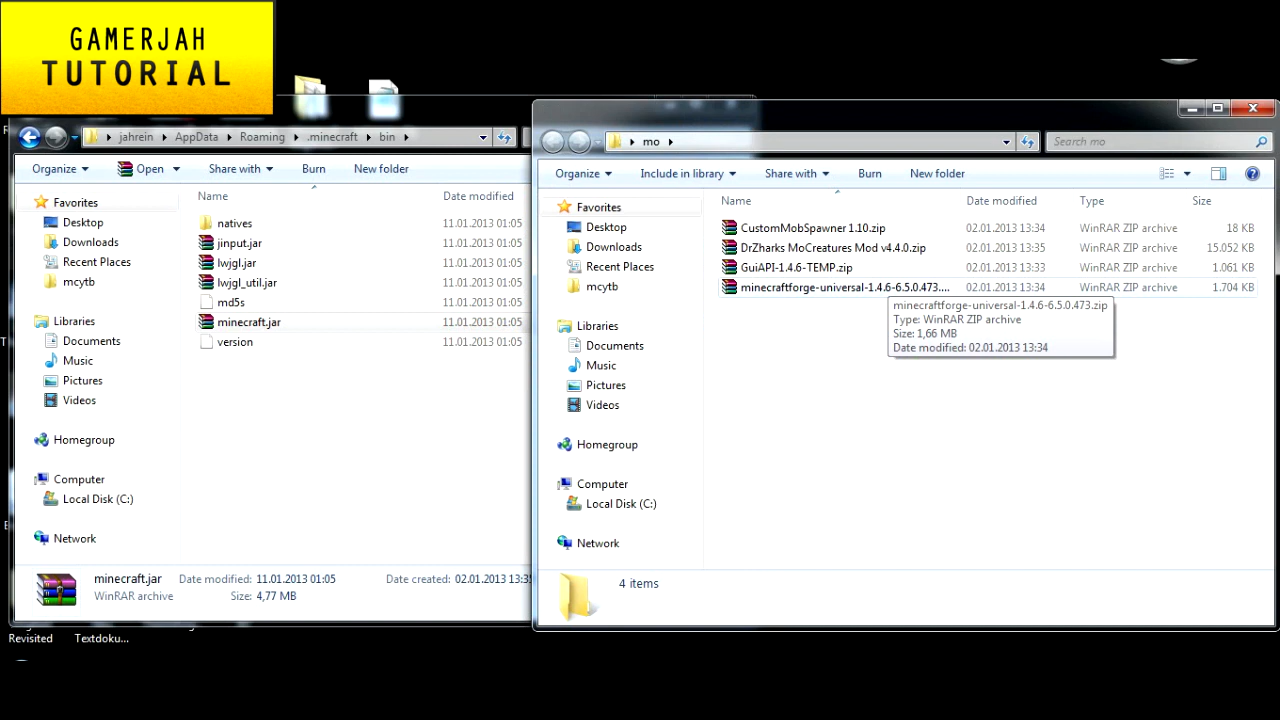 GAMERJAH
TUTORIAL
jahrein AppData Roaming .minecraft bin
Organize Open Share with Burn New folder
Name Date modified
Favorites
Desktop
Downloads
Recent Places
mcytb
Libraries
Documents
Music
Pictures
Videos
Homegroup
Computer
Local Disk (C:)
Network
natives 11.01.2013 01:05
jinput.jar 11.01.2013 01:05
lwjgl.jar 11.01.2013 01:05
lwjgl_util.jar 11.01.2013 01:05
md5s 11.01.2013 01:05
minecraft.jar 11.01.2013 01:05
version 11.01.2013 01:05
minecraft.jar Date modified: 11.01.2013 01:05 Date created: 02.01.2013 13:35
WinRAR archive Size: 4,77 MB
Revisited Textdoku...
mo Search mo
Organize Include in library Share with Burn New folder
Name Date modified Type Size
Favorites
Desktop
Downloads
Recent Places
mcytb
Libraries
Documents
Music
Pictures
Videos
Homegroup
Computer
Local Disk (C:)
Network
CustomMobSpawner 1.10.zip 02.01.2013 13:34 WinRAR ZIP archive 18 KB
DrZharks MoCreatures Mod v4.4.0.zip 02.01.2013 13:35 WinRAR ZIP archive 15.052 KB
GuiAPI-1.4.6-TEMP.zip 02.01.2013 13:33 WinRAR ZIP archive 1.061 KB
minecraftforge-universal-1.4.6-6.5.0.473.... 02.01.2013 13:34 WinRAR ZIP archive 1.704 KB
minecraftforge-universal-1.4.6-6.5.0.473.zip
Type: WinRAR ZIP archive
Size: 1,66 MB
Date modified: 02.01.2013 13:34
4 items